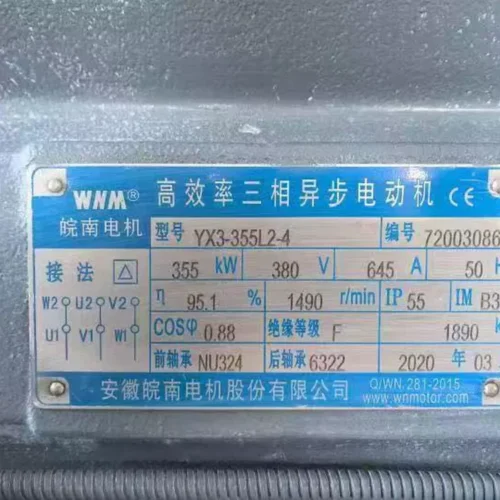 WNM® 高效率三相异步电动机 CE
皖南电机 型号 YX3-355L2-4 编号 72003086
355 kW 380 V 645 A 50
接法 △ η 95.1 % 1490 r/min IP 55 IM B3
W2 U2 V2 COSφ 0.88 绝缘等级 F 1890
U1 V1 W1 前轴承 NU324 后轴承 6322 2020 年 03
安徽皖南电机股份有限公司 Q/WN 281-2015
www.wnmotor.com